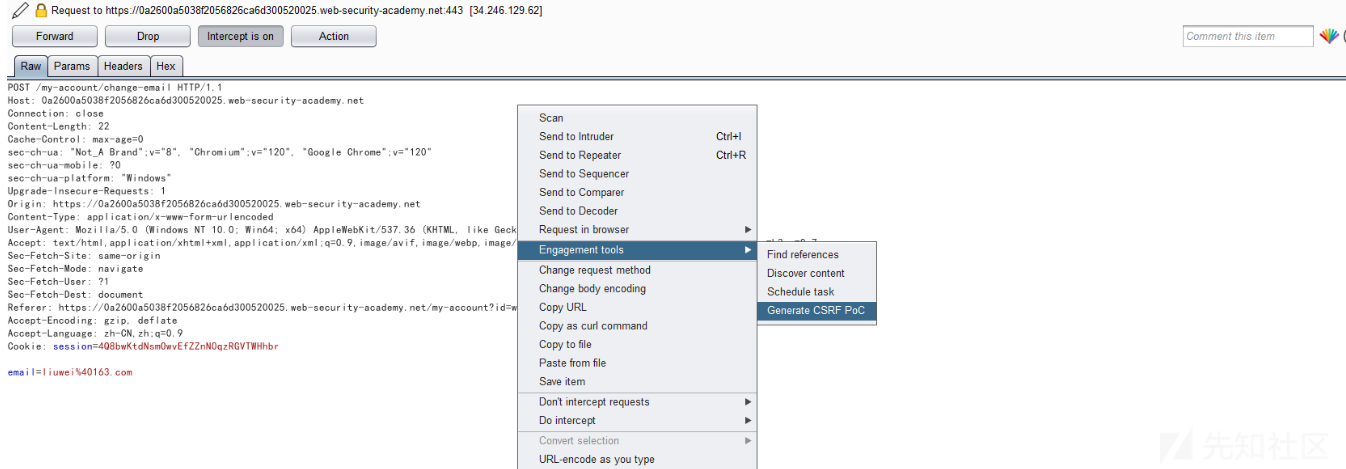 Request to https://0a2600a5038f2056826ca6d300520025.web-security-academy.net:443 [34.246.129.62]
Forward Drop Intercept is on Action Comment this item
Raw Params Headers Hex
POST /my-account/change-email HTTP/1.1
Host: 0a2600a5038f2056826ca6d300520025.web-security-academy.net
Connection: close
Content-Length: 22
Cache-Control: max-age=0
sec-ch-ua: "Not_A Brand";v="8", "Chromium";v="120", "Google Chrome";v="120"
sec-ch-ua-mobile: ?0
sec-ch-ua-platform: "Windows"
Upgrade-Insecure-Requests: 1
Origin: https://0a2600a5038f2056826ca6d300520025.web-security-academy.net
Content-Type: application/x-www-form-urlencoded
User-Agent: Mozilla/5.0 (Windows NT 10.0; Win64; x64) AppleWebKit/537.36 (KHTML, like Geck
Accept: text/html,application/xhtml+xml,application/xml;q=0.9,image/avif,image/webp,image/
Sec-Fetch-Site: same-origin
Sec-Fetch-Mode: navigate
Sec-Fetch-User: ?1
Sec-Fetch-Dest: document
Referer: https://0a2600a5038f2056826ca6d300520025.web-security-academy.net/my-account?id=w
Accept-Encoding: gzip, deflate
Accept-Language: zh-CN,zh;q=0.9
Cookie: session=4Q8bwKtdNsmOwvEfZZnNOqzRGVTWHhbr
email=liuwei%40163.com
Scan
Send to Intruder Ctrl+I
Send to Repeater Ctrl+R
Send to Sequencer
Send to Comparer
Send to Decoder
Request in browser
Engagement tools
Change request method
Change body encoding
Copy URL
Copy as curl command
Copy to file
Paste from file
Save item
Don't intercept requests
Do intercept
Convert selection
URL-encode as you type
Find references
Discover content
Schedule task
Generate CSRF PoC
先知社区